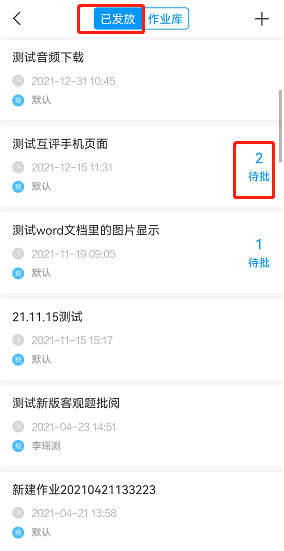 已发放 作业库
测试音频下载
2021-12-31 10:45
班 默认
测试互评手机页面
2021-12-15 11:31
2
待批
班 默认
测试word文档里的图片显示
2021-11-19 09:05
1
待批
班 默认
21.11.15测试
2021-11-15 15:17
班 默认
测试新版客观题批阅
2021-04-23 14:51
班 李瑶测
新建作业20210421133223
2021-04-21 13:58
班 默认